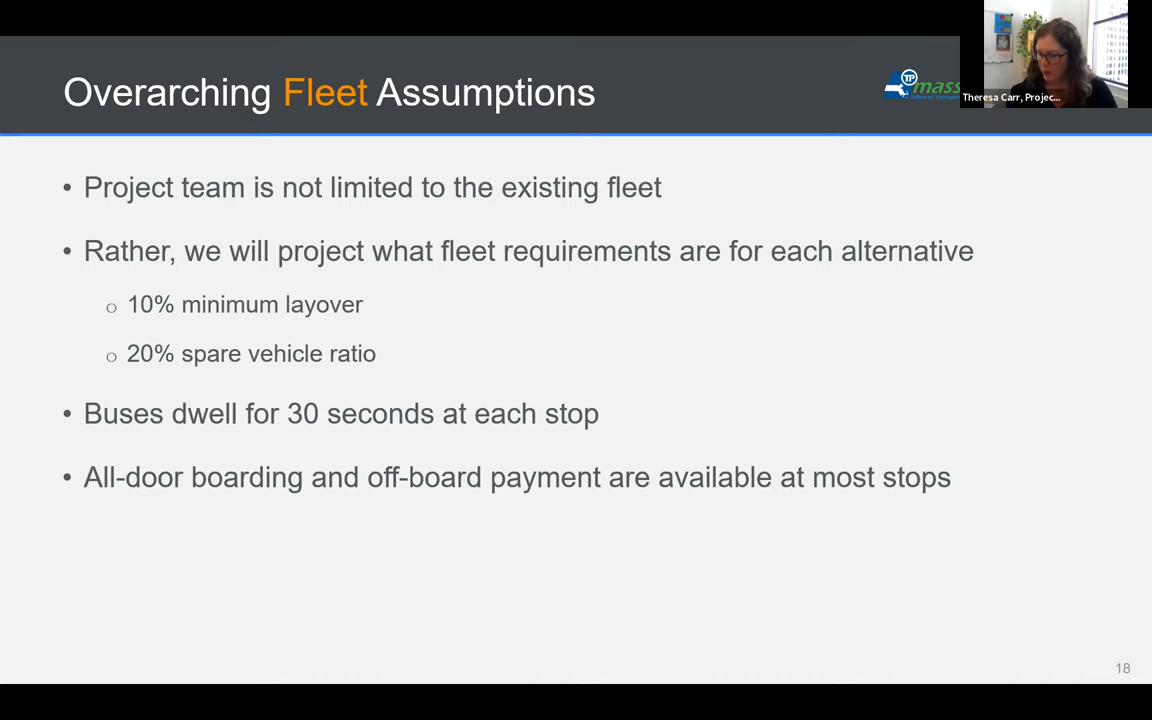 Overarching Fleet Assumptions
TP
mass
Theresa Carr, Projec...
• Project team is not limited to the existing fleet
• Rather, we will project what fleet requirements are for each alternative
o 10% minimum layover
o 20% spare vehicle ratio
• Buses dwell for 30 seconds at each stop
• All-door boarding and off-board payment are available at most stops
18